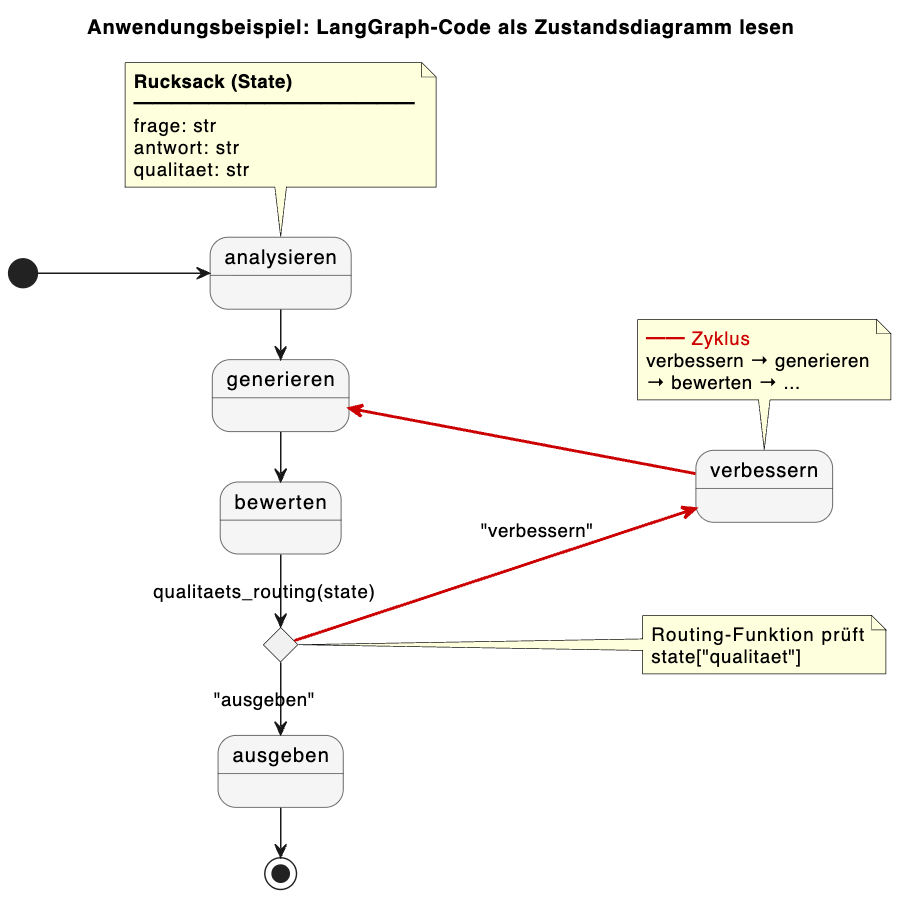 Anwendungsbeispiel: LangGraph-Code als Zustandsdiagramm lesen
Rucksack (State)
frage: str
antwort: str
qualitaet: str
analysieren
generieren
Zyklus
verbessern → generieren
→ bewerten → ...
verbessern
bewerten
"verbessern"
qualitaets_routing(state)
Routing-Funktion prüft
state["qualitaet"]
"ausgeben"
ausgeben